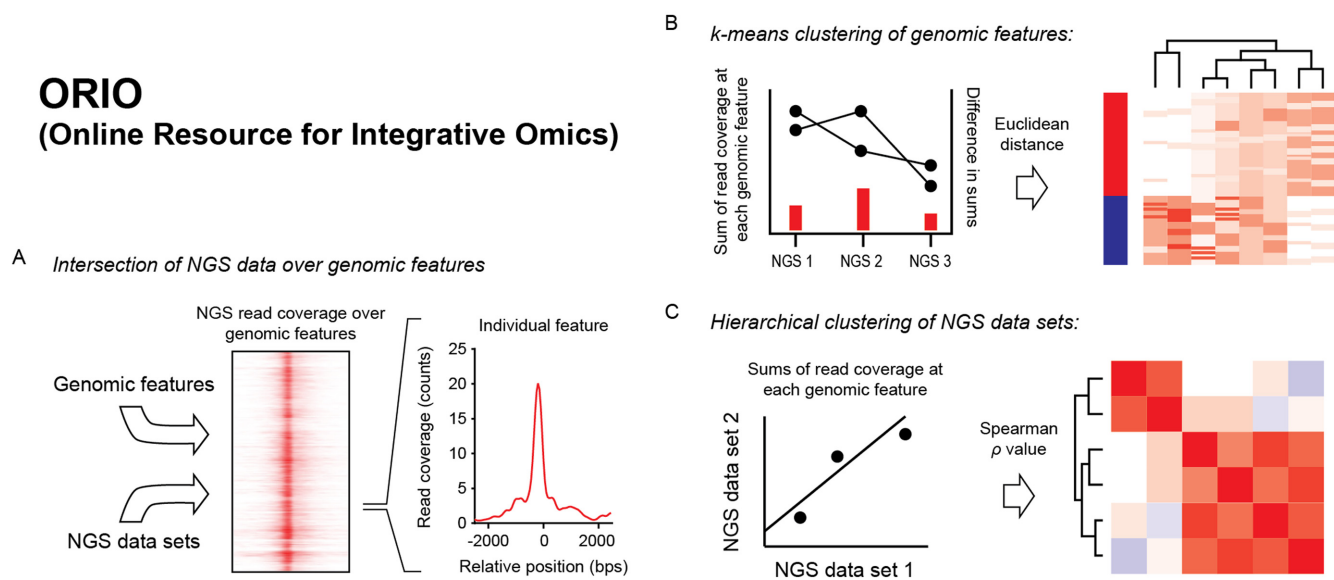 ORIO
(Online Resource for Integrative Omics)
A
Intersection of NGS data over genomic features
NGS read coverage over
genomic features
Genomic features
NGS data sets
Individual feature
Read coverage (counts)
25
20
15
10
5
0
-2500
0
2500
Relative position (bps)
B
k-means clustering of genomic features:
Sum of read coverage at
each genomic feature
Difference in
sums
NGS 1
NGS 2
NGS 3
Euclidean
distance
C
Hierarchical clustering of NGS data sets:
Sums of read coverage at
each genomic feature
NGS data set 2
NGS data set 1
Spearman
ρ value